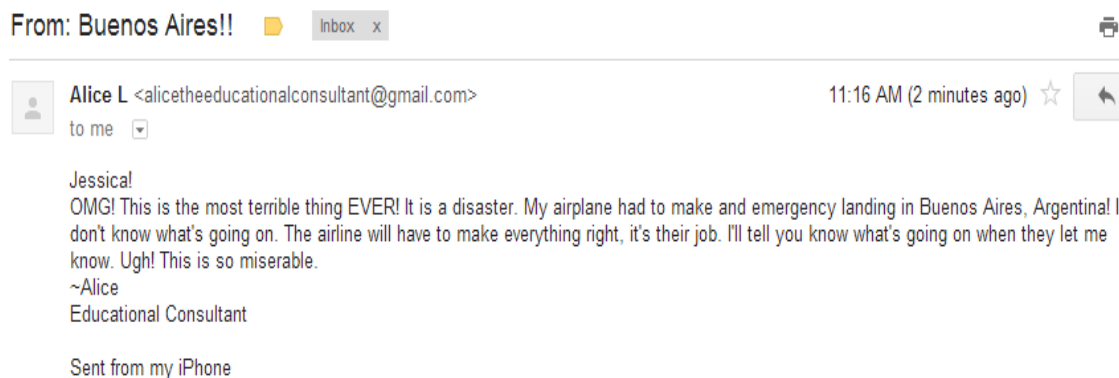 From: Buenos Aires!! Inbox x
Alice L <alicetheeducationalconsultant@gmail.com> 11:16 AM (2 minutes ago)
to me
Jessica!
OMG! This is the most terrible thing EVER! It is a disaster. My airplane had to make and emergency landing in Buenos Aires, Argentina! I
don't know what's going on. The airline will have to make everything right, it's their job. I'll tell you know what's going on when they let me
know. Ugh! This is so miserable.
~Alice
Educational Consultant
Sent from my iPhone